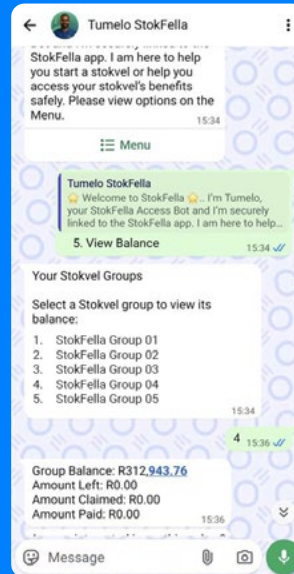 Tumelo StokFella
StokFella app. I am here to help
you start a stokvel or help you
access your stokvel's benefits
safely. Please view options on the
Menu.
15:34
Menu
Tumelo StokFella
Welcome to StokFella .. I'm Tumelo,
your StokFella Access Bot and I'm securely
linked to the StokFella app. I am here to help...
5. View Balance
15:34
Your Stokvel Groups
Select a Stokvel group to view its
balance:
1. StokFella Group 01
2. StokFella Group 02
3. StokFella Group 03
4. StokFella Group 04
5. StokFella Group 05
15:34
4 15:36
Group Balance: R312,943.76
Amount Left: R0.00
Amount Claimed: R0.00
Amount Paid: R0.00
15:36
Message